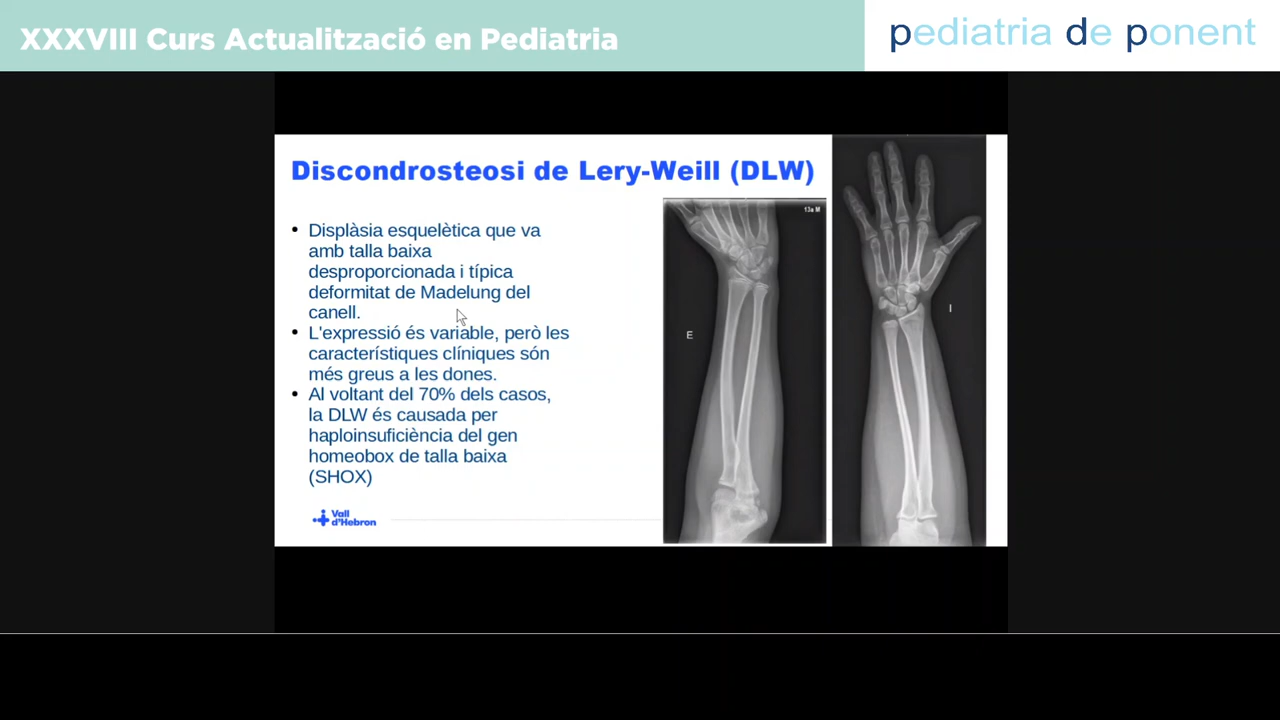 XXXVIII Curs Actualització en Pediatria
pediatria de ponent
Discondrosteosi de Lery-Weill (DLW)
• Displàsia esquelètica que va
amb talla baixa
desproporcionada i típica
deformitat de Madelung del
canell.
• L'expressió és variable, però les
característiques clíniques són
més greus a les dones.
• Al voltant del 70% dels casos,
la DLW és causada per
haploinsuficiència del gen
homeobox de talla baixa
(SHOX)
13a M
E
I
Vall
d'Hebron